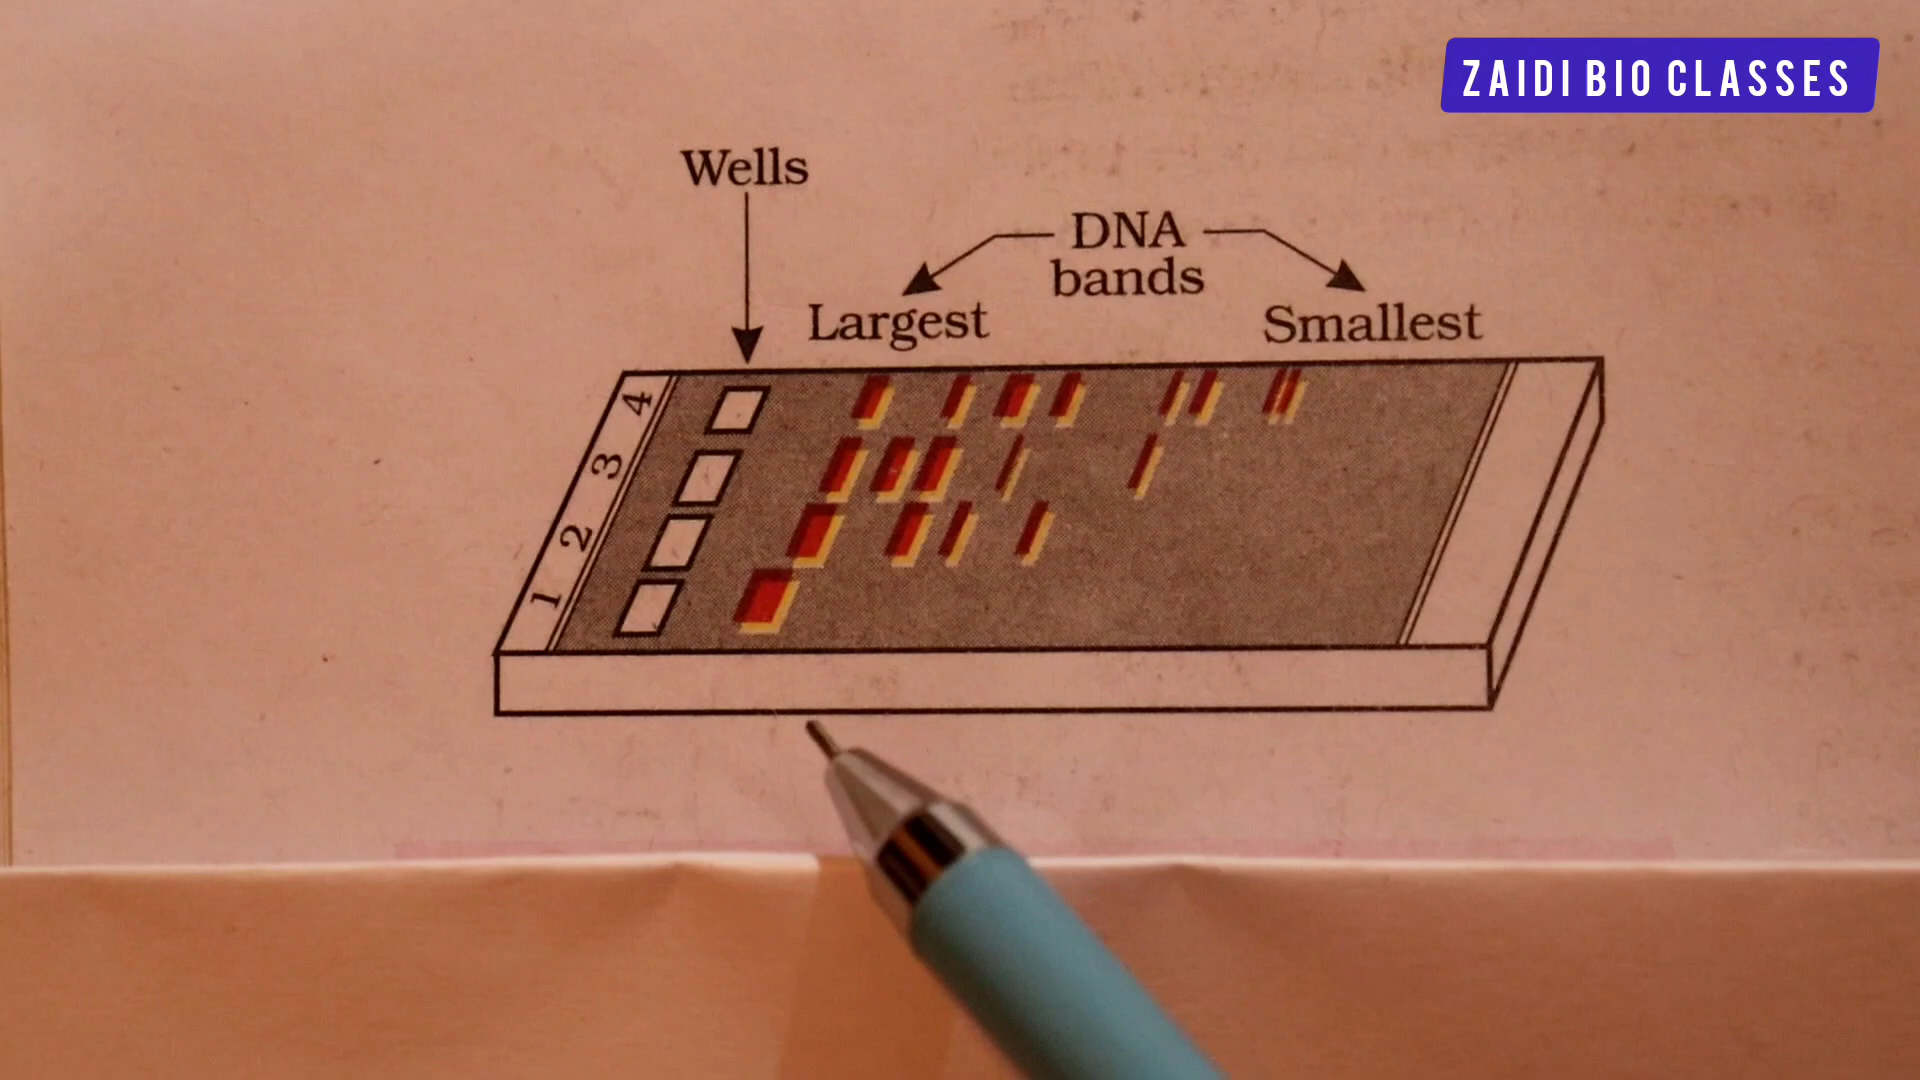 ZAIDI BIO CLASSES
Wells
DNA
bands
Largest
Smallest
4
3
2
1